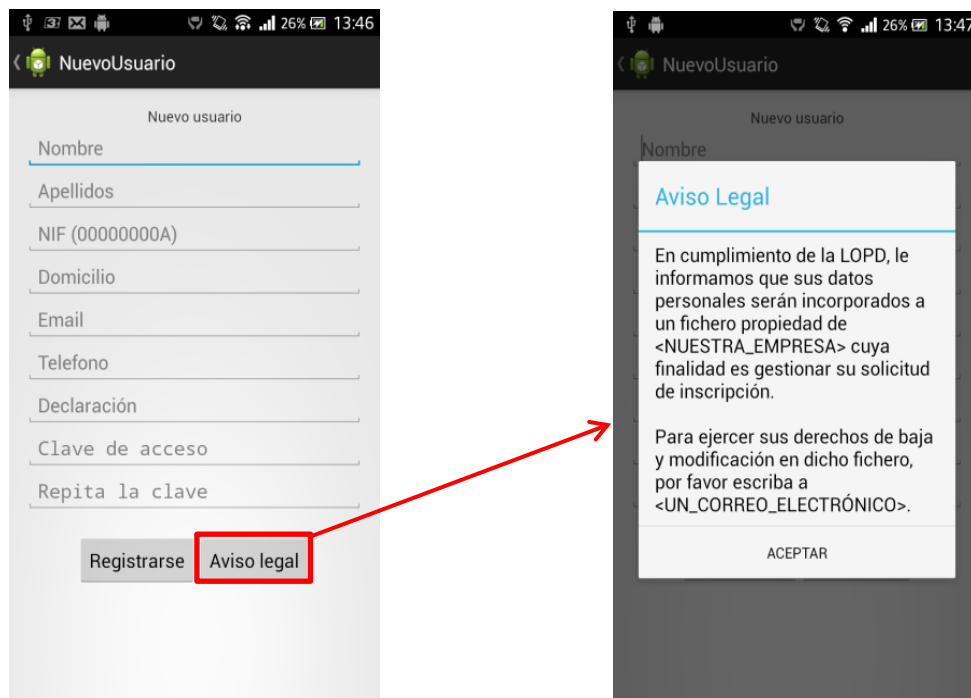 26% 13:46
NuevoUsuario
Nuevo usuario
Nombre
Apellidos
NIF (00000000A)
Domicilio
Email
Telefono
Declaración
Clave de acceso
Repita la clave
Registrarse
Aviso legal
26% 13:47
NuevoUsuario
Nuevo usuario
Nombre
Aviso Legal
En cumplimiento de la LOPD, le
informamos que sus datos
personales serán incorporados a
un fichero propiedad de
<NUESTRA_EMPRESA> cuya
finalidad es gestionar su solicitud
de inscripción.
Para ejercer sus derechos de baja
y modificación en dicho fichero,
por favor escriba a
<UN_CORREO_ELECTRÓNICO>.
ACEPTAR